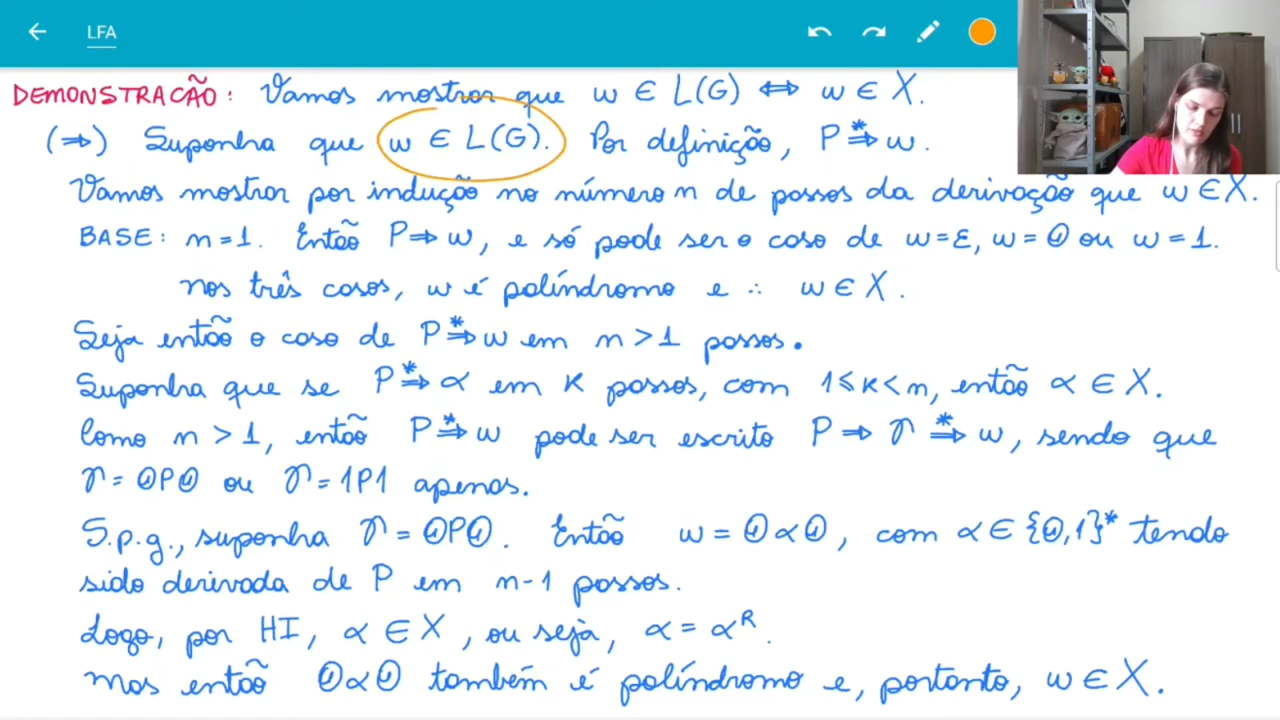 LFA
DEMONSTRAÇÃO: Vamos mostrar que w ∈ L(G) ⟺ w ∈ X.
(⇒) Suponha que w ∈ L(G). Por definição, P ⇒* w.
Vamos mostrar por indução no número n de passos da derivação que w ∈ X.
BASE: n=1. Então P ⇒ w, e só pode ser o caso de w=ε, w=0 ou w=1.
Nos três casos, w é palíndromo e ∴ w ∈ X.
Seja então o caso de P ⇒* w em n>1 passos.
Suponha que se P ⇒* α em K passos, com 1≤K<n, então α ∈ X.
Como n>1, então P ⇒* w pode ser escrito P ⇒ γ ⇒* w, sendo que
γ=0P0 ou γ=1P1 apenas.
S.p.g., suponha γ=0P0. Então w=0α0, com α∈{0,1}* tendo
sido derivada de P em n-1 passos.
Logo, por HI, α ∈ X, ou seja, α=α^R.
Mas então 0α0 também é palíndromo e, portanto, w ∈ X.